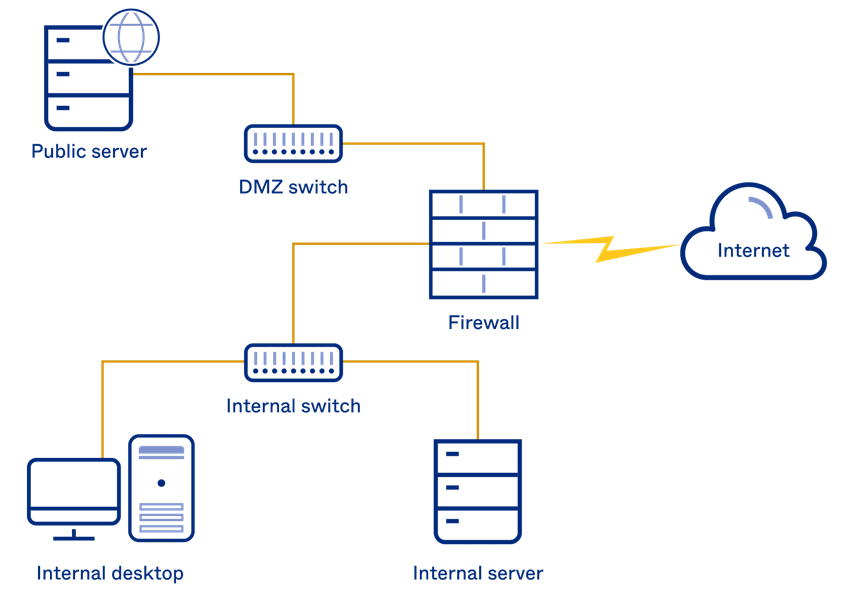 Public server
DMZ switch
Internet
Firewall
Internal switch
Internal desktop
Internal server